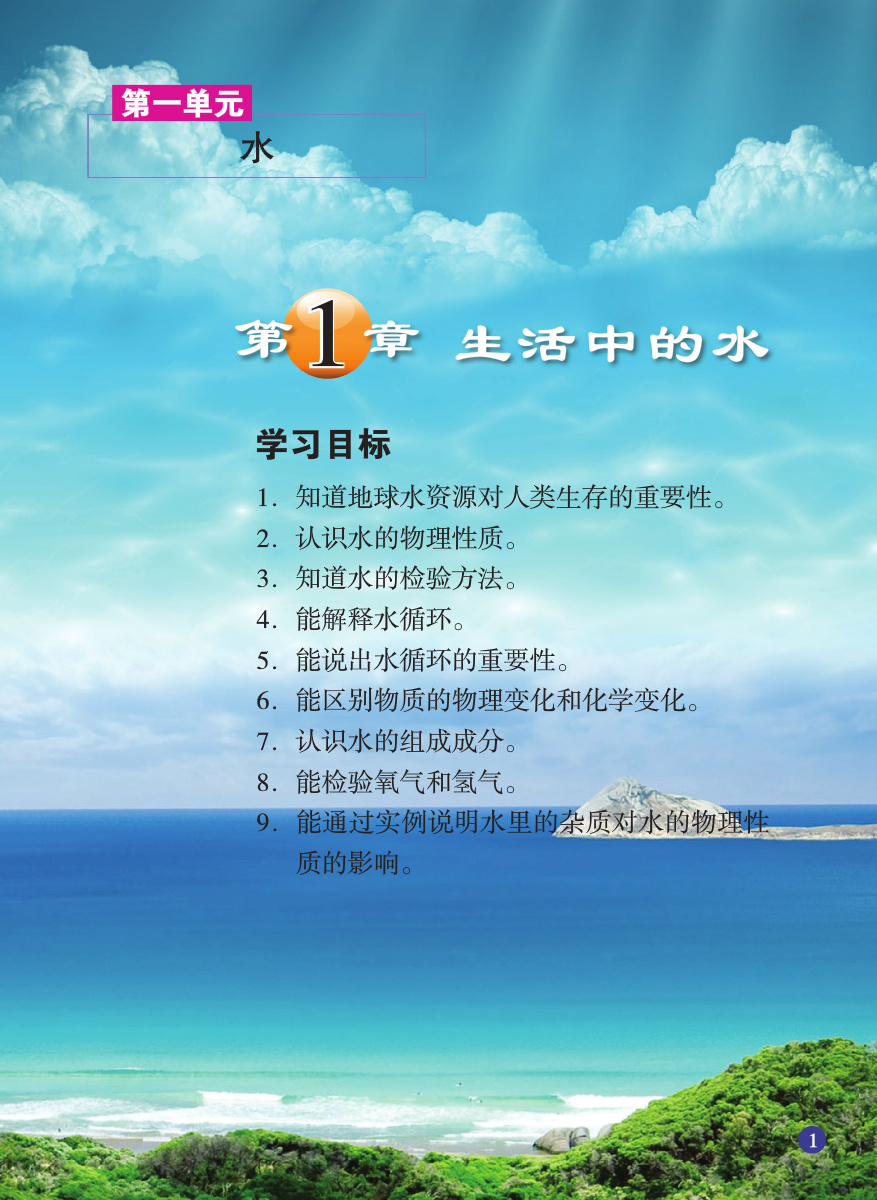 第一单元
水
第1章 生活中的水
学习目标
1. 知道地球水资源对人类生存的重要性。
2. 认识水的物理性质。
3. 知道水的检验方法。
4. 能解释水循环。
5. 能说出水循环的重要性。
6. 能区别物质的物理变化和化学变化。
7. 认识水的组成成分。
8. 能检验氧气和氢气。
9. 能通过实例说明水里的杂质对水的物理性
质的影响。
1